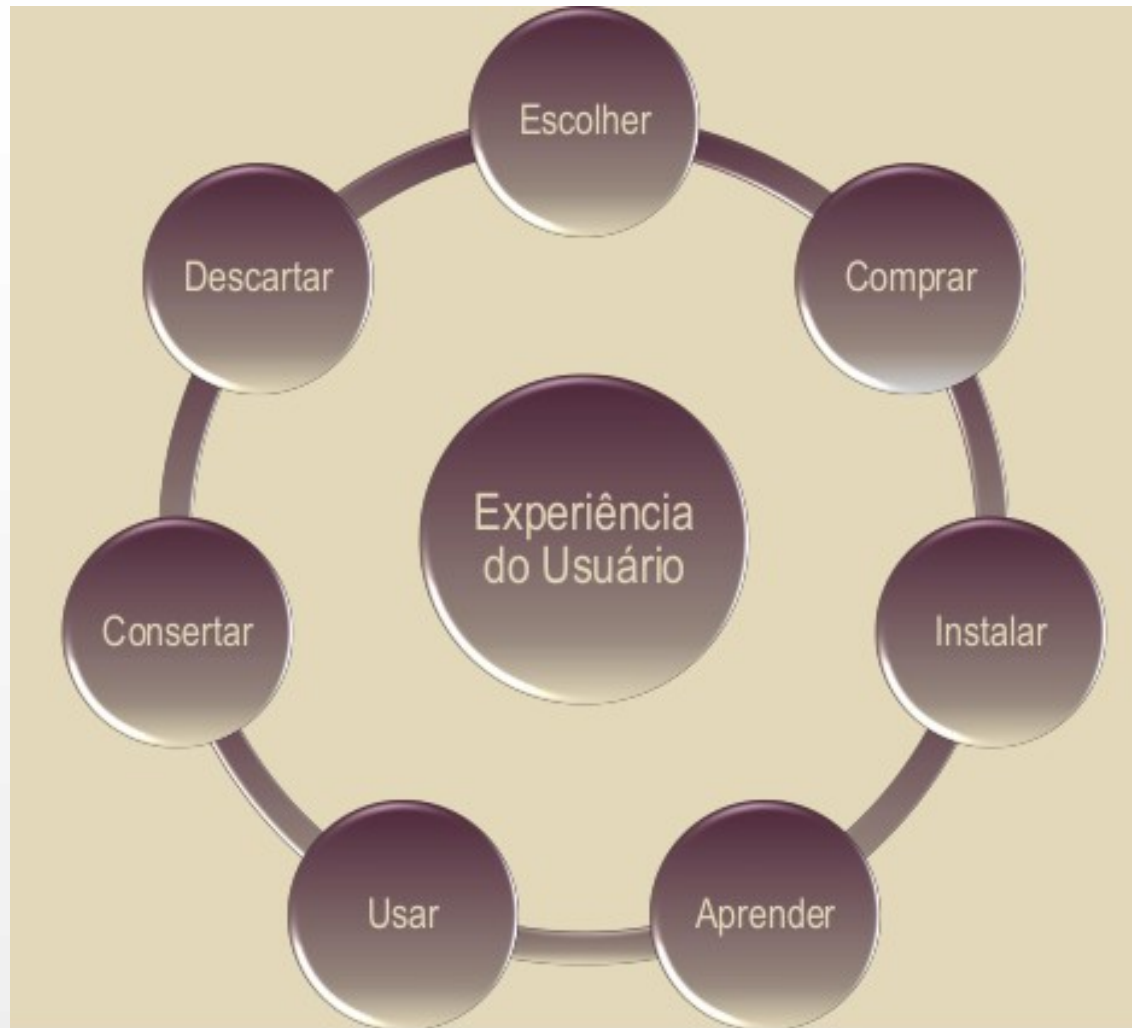 Escolher
Comprar
Instalar
Aprender
Usar
Consertar
Descartar
Experiência
do Usuário